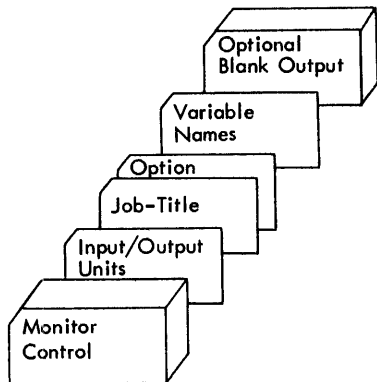 Optional
Blank Output
Variable
Names
Option
Job-Title
Input/Output
Units
Monitor
Control